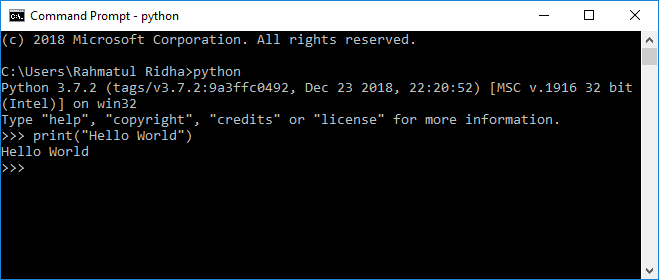 Command Prompt - python
(c) 2018 Microsoft Corporation. All rights reserved.
C:\Users\Rahmatul Ridha>python
Python 3.7.2 (tags/v3.7.2:9a3ffc0492, Dec 23 2018, 22:20:52) [MSC v.1916 32 bit
(Intel)] on win32
Type "help", "copyright", "credits" or "license" for more information.
>>> print("Hello World")
Hello World
>>>